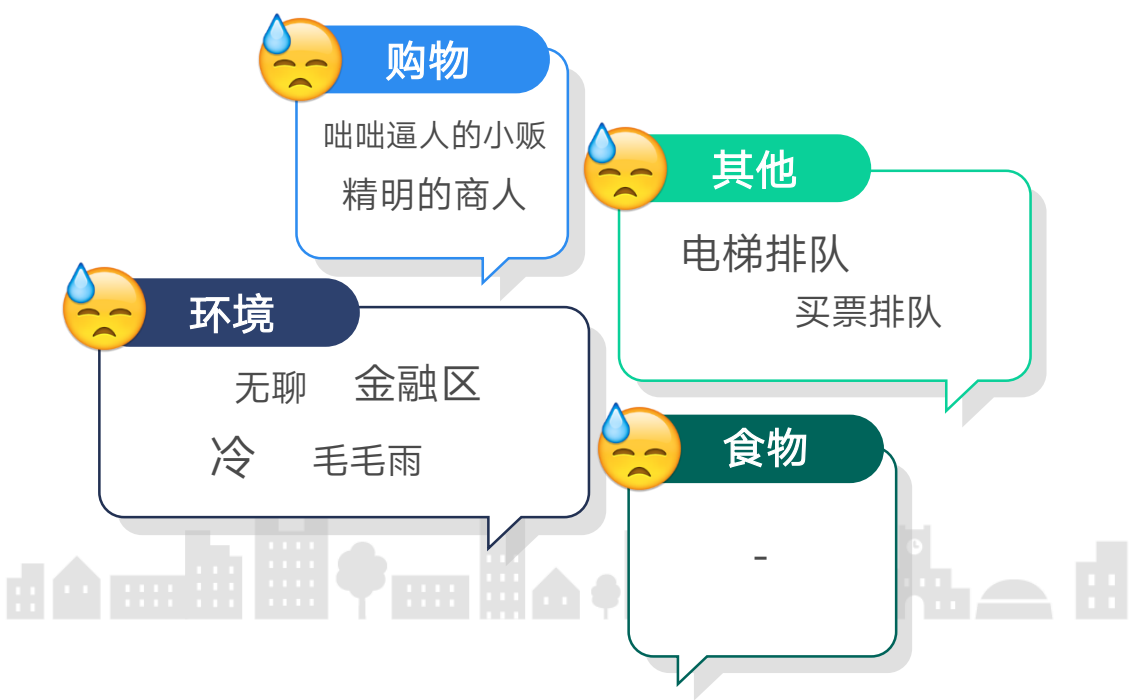 购物
咄咄逼人的小贩
精明的商人
其他
电梯排队
买票排队
环境
无聊 金融区
冷 毛毛雨
食物
-